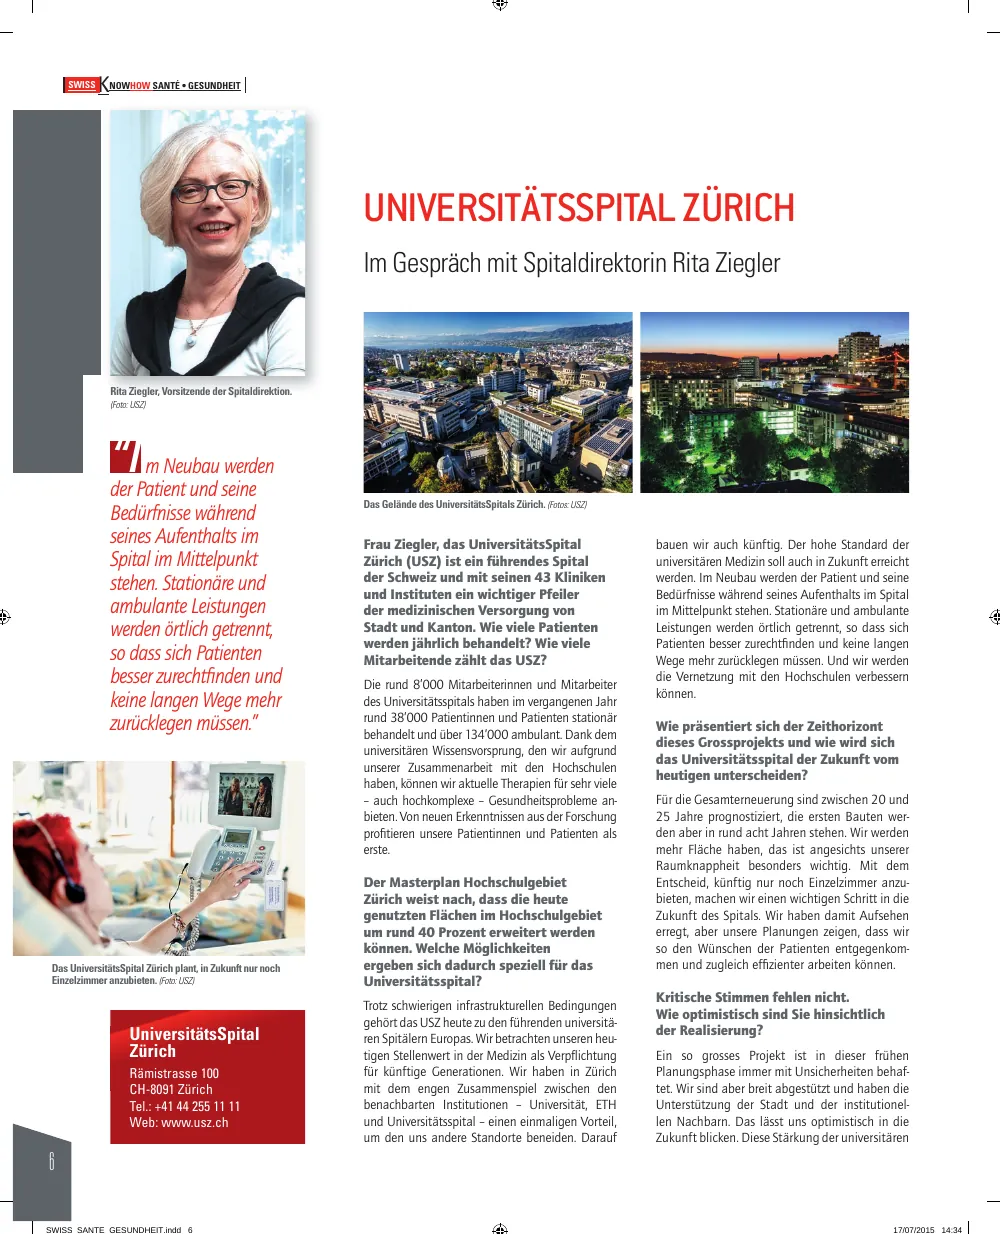 SWISS KNOWHOW SANTÉ • GESUNDHEIT
Rita Ziegler, Vorsitzende der Spitaldirektion.
(Foto: USZ)
“Im Neubau werden
der Patient und seine
Bedürfnisse während
seines Aufenthalts im
Spital im Mittelpunkt
stehen. Stationäre und
ambulante Leistungen
werden örtlich getrennt,
so dass sich Patienten
besser zurechtfinden und
keine langen Wege mehr
zurücklegen müssen.”
Das UniversitätsSpital Zürich plant, in Zukunft nur noch
Einzelzimmer anzubieten. (Foto: USZ)
UniversitätsSpital
Zürich
Rämistrasse 100
CH-8091 Zürich
Tel.: +41 44 255 11 11
Web: www.usz.ch
6
UNIVERSITÄTSSPITAL ZÜRICH
Im Gespräch mit Spitaldirektorin Rita Ziegler
Das Gelände des UniversitätsSpitals Zürich. (Fotos: USZ)
Frau Ziegler, das UniversitätsSpital
Zürich (USZ) ist ein führendes Spital
der Schweiz und mit seinen 43 Kliniken
und Instituten ein wichtiger Pfeiler
der medizinischen Versorgung von
Stadt und Kanton. Wie viele Patienten
werden jährlich behandelt? Wie viele
Mitarbeitende zählt das USZ?
Die rund 8’000 Mitarbeiterinnen und Mitarbeiter
des Universitätsspitals haben im vergangenen Jahr
rund 38’000 Patientinnen und Patienten stationär
behandelt und über 134’000 ambulant. Dank dem
universitären Wissensvorsprung, den wir aufgrund
unserer Zusammenarbeit mit den Hochschulen
haben, können wir aktuelle Therapien für sehr viele
– auch hochkomplexe – Gesundheitsprobleme an-
bieten. Von neuen Erkenntnissen aus der Forschung
profitieren unsere Patientinnen und Patienten als
erste.
Der Masterplan Hochschulgebiet
Zürich weist nach, dass die heute
genutzten Flächen im Hochschulgebiet
um rund 40 Prozent erweitert werden
können. Welche Möglichkeiten
ergeben sich dadurch speziell für das
Universitätsspital?
Trotz schwierigen infrastrukturellen Bedingungen
gehört das USZ heute zu den führenden universitä-
ren Spitälern Europas. Wir betrachten unseren heu-
tigen Stellenwert in der Medizin als Verpflichtung
für künftige Generationen. Wir haben in Zürich
mit dem engen Zusammenspiel zwischen den
benachbarten Institutionen – Universität, ETH
und Universitätsspital – einen einmaligen Vorteil,
um den uns andere Standorte beneiden. Darauf
bauen wir auch künftig. Der hohe Standard der
universitären Medizin soll auch in Zukunft erreicht
werden. Im Neubau werden der Patient und seine
Bedürfnisse während seines Aufenthalts im Spital
im Mittelpunkt stehen. Stationäre und ambulante
Leistungen werden örtlich getrennt, so dass sich
Patienten besser zurechtfinden und keine langen
Wege mehr zurücklegen müssen. Und wir werden
die Vernetzung mit den Hochschulen verbessern
können.
Wie präsentiert sich der Zeithorizont
dieses Grossprojekts und wie wird sich
das Universitätsspital der Zukunft vom
heutigen unterscheiden?
Für die Gesamterneuerung sind zwischen 20 und
25 Jahre prognostiziert, die ersten Bauten wer-
den aber in rund acht Jahren stehen. Wir werden
mehr Fläche haben, das ist angesichts unserer
Raumknappheit besonders wichtig. Mit dem
Entscheid, künftig nur noch Einzelzimmer anzu-
bieten, machen wir einen wichtigen Schritt in die
Zukunft des Spitals. Wir haben damit Aufsehen
erregt, aber unsere Planungen zeigen, dass wir
so den Wünschen der Patienten entgegenkom-
men und zugleich effizienter arbeiten können.
Kritische Stimmen fehlen nicht.
Wie optimistisch sind Sie hinsichtlich
der Realisierung?
Ein so grosses Projekt ist in dieser frühen
Planungsphase immer mit Unsicherheiten behaf-
tet. Wir sind aber breit abgestützt und haben die
Unterstützung der Stadt und der institutionel-
len Nachbarn. Das lässt uns optimistisch in die
Zukunft blicken. Diese Stärkung der universitären
SWISS_SANTE_GESUNDHEIT.indd 6
17/07/2015 14:34